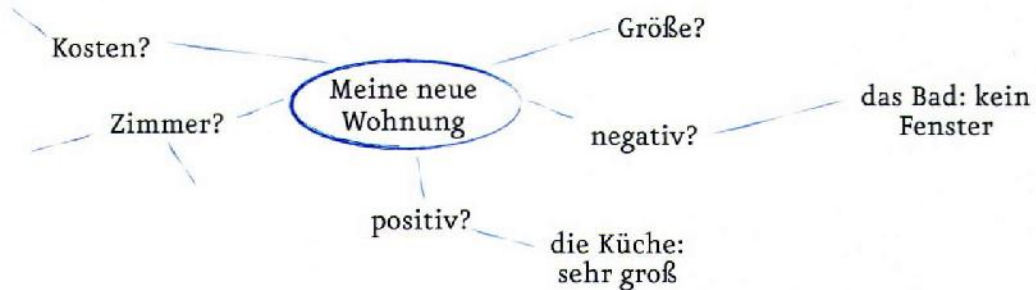 Kosten?
Größe?
Meine neue
Wohnung
Zimmer?
negativ?
das Bad: kein
Fenster
positiv?
die Küche:
sehr groß